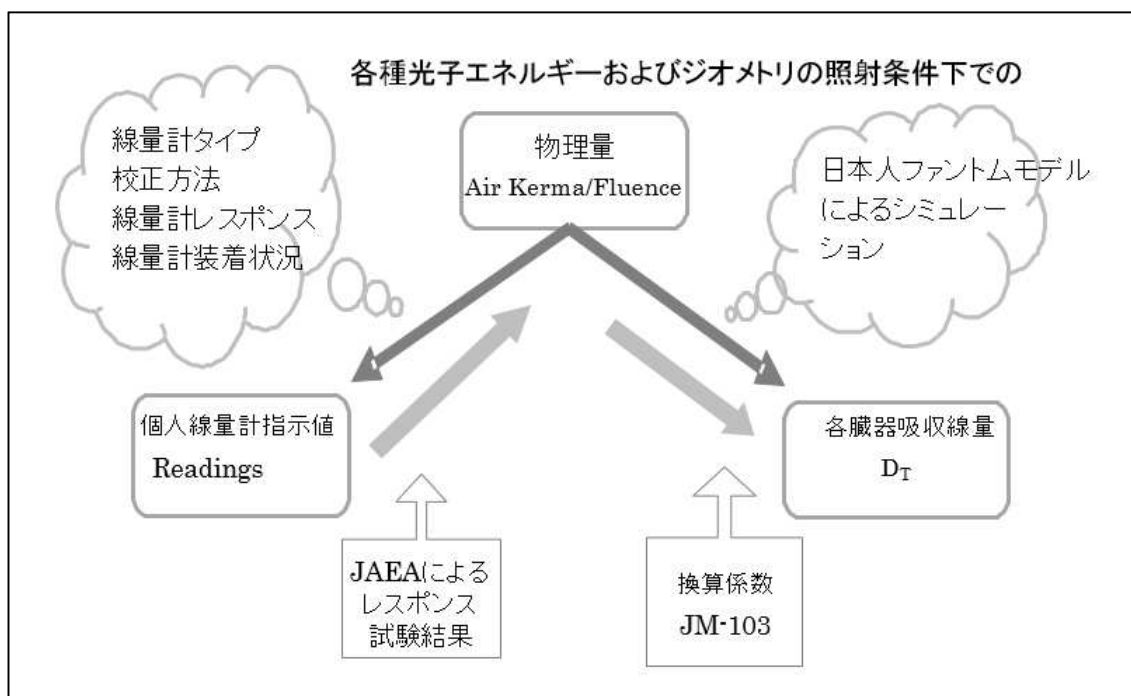 各種光子エネルギーおよびジオメトリの照射条件下での
線量計タイプ
校正方法
線量計レスポンス
線量計装着状況
物理量
Air Kerma/Fluence
日本人ファントムモデル
によるシミュレー
ション
個人線量計指示値
Readings
各臓器吸収線量
DT
JAEAによる
レスポンス
試験結果
換算係数
JM-103